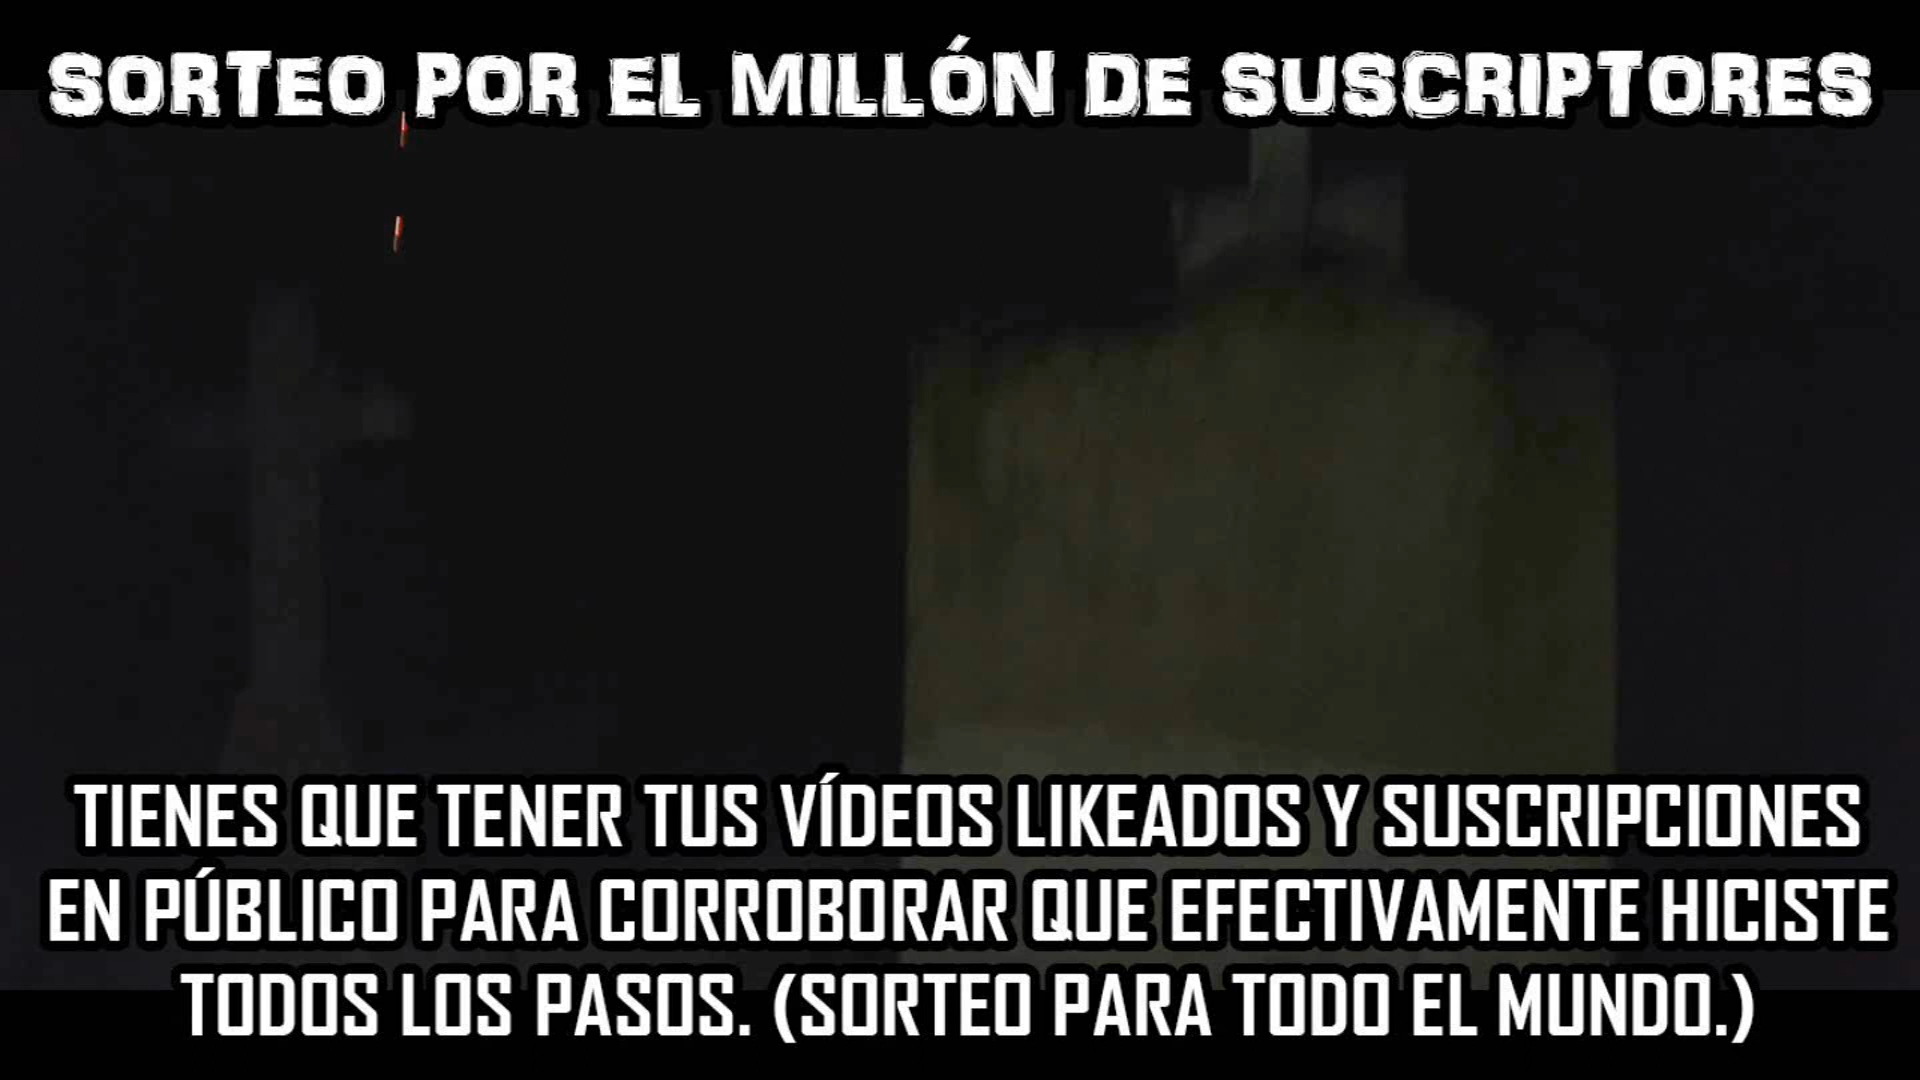 SORTEO POR EL MILLÓN DE SUSCRIPTORES
TIENES QUE TENER TUS VÍDEOS LIKEADOS Y SUSCRIPCIONES
EN PÚBLICO PARA CORROBORAR QUE EFECTIVAMENTE HICISTE
TODOS LOS PASOS. (SORTEO PARA TODO EL MUNDO.)